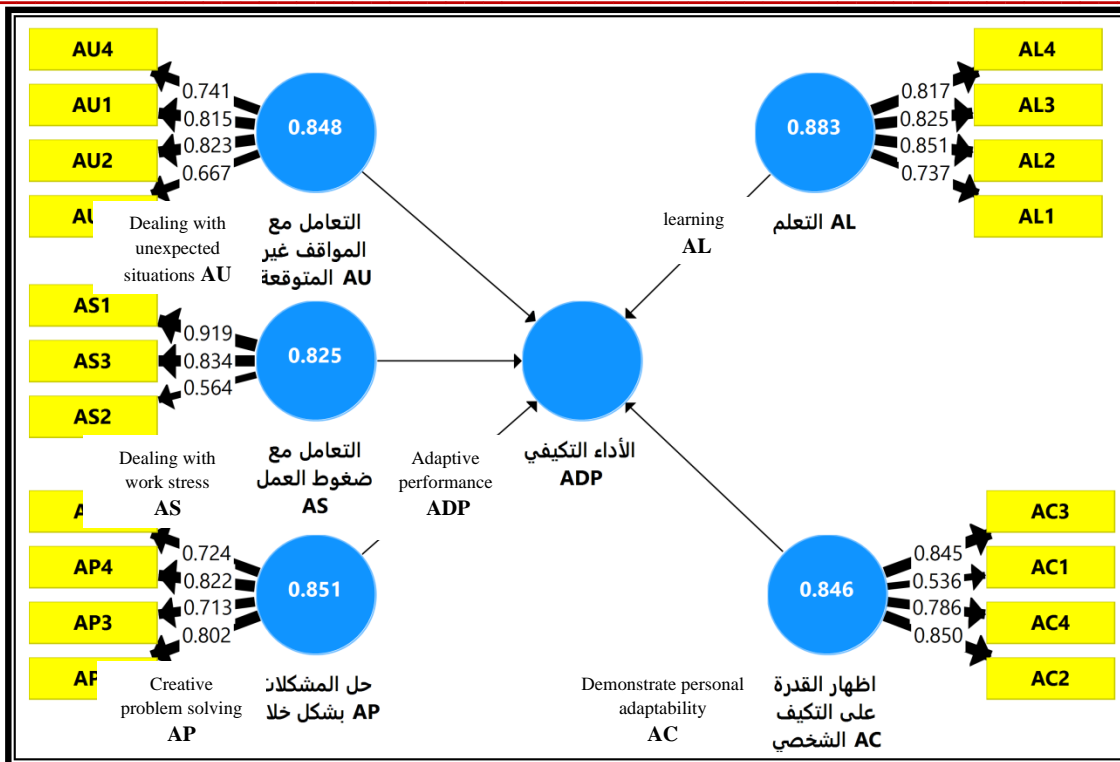 AU4
AU1
AU2
0.741
0.815
0.823
0.667
0.848
التعامل مع
المواقف غير
AU المتوقعة
Dealing with
unexpected
situations AU
AL4
AL3
AL2
AL1
0.817
0.825
0.851
0.737
0.883
AL التعلم
learning
AL
AS1
AS3
AS2
0.919
0.834
0.564
0.825
التعامل مع
ضغوط العمل
AS
Dealing with
work stress
AS
الأداء التكيفي
ADP
Adaptive
performance
ADP
AP4
AP3
AP
0.724
0.822
0.713
0.802
0.851
حل المشكلات
AP بشكل خلا
Creative
problem solving
AP
AC3
AC1
AC4
AC2
0.845
0.536
0.786
0.850
0.846
اظهار القدرة
على التكيف
AC الشخصي
Demonstrate personal
adaptability
AC